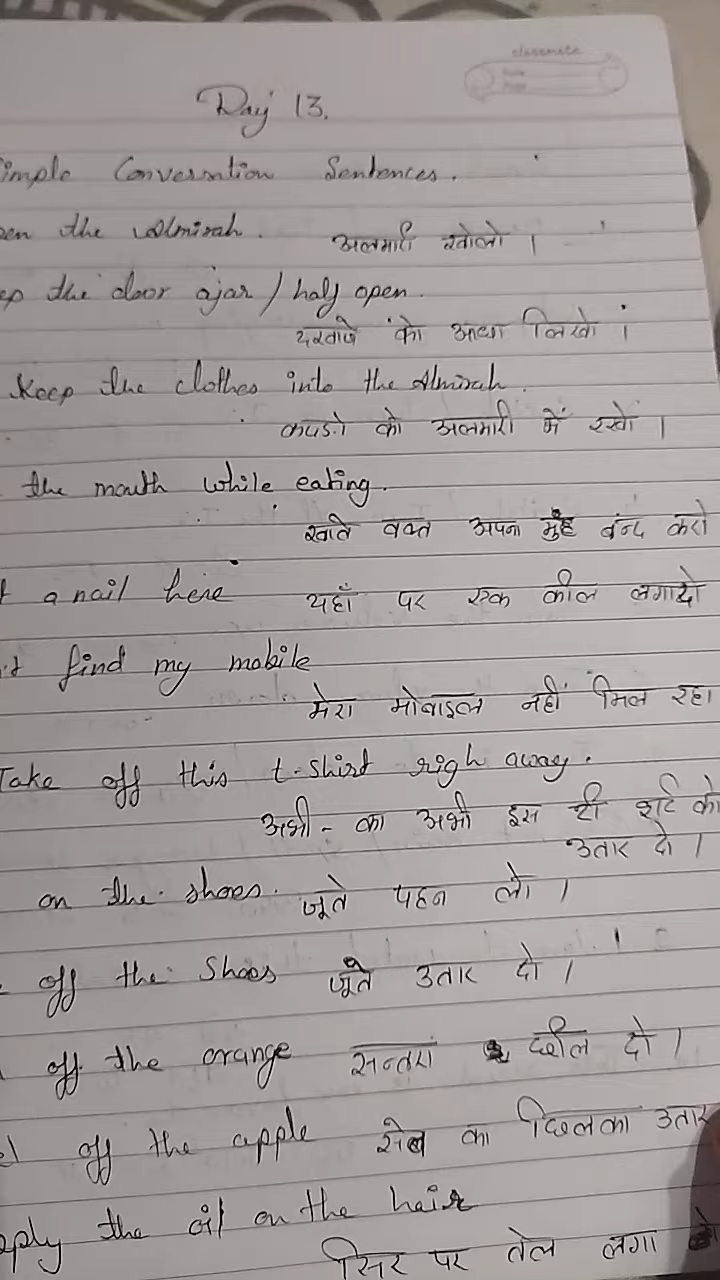 classmate
Day 13.
imple Converstion Sentences.
en the Almirah. अलमारी खोलो ।
ep the door ajar / half open.
दरवाजे को आधा लिखो ।
Keep the clothes into the Almirah.
कपडो को अलमारी में रखो ।
the mouth while eating.
खाते वक्त अपना मुँह बंन्द करो
a nail here यहाँ पर एक कील लगादो
t find my mobile
मेरा मोबाइल नहीं मिल रहा
Take off this t-shirt righ away.
अभी - का अभी इस टी शर्ट को
उतार दो ।
on the shoes. जूते पहन लो ।
off the Shoes जूते उतार दो ।
off the orange सन्तरा छील दो ।
off the apple सेब का छिलका उतार
pply the oil on the hair
सिर पर तेल लगा